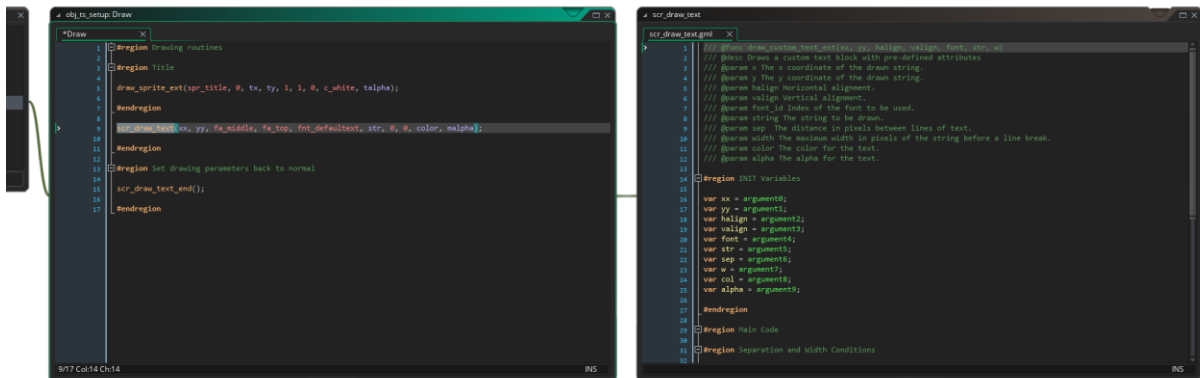 obj_ts_setup: Draw
*Draw X
1 #region Drawing routines
2
3 #region Title
4
5 draw_sprite_ext(spr_title, 0, tx, ty, 1, 1, 0, c_white, talpha);
6
7 #endregion
8
9 scr_draw_text(xx, yy, fa_middle, fa_top, fnt_defaultext, str, 0, 0, color, malpha);
10
11 #endregion
12
13 #region Set drawing parameters back to normal
14
15 scr_draw_text_end();
16
17 #endregion
9/17 Col:14 Ch:14 INS
scr_draw_text
scr_draw_text.gml X
1 /// @func draw_custom_text_ext(xx, yy, halign, valign, font, str, w)
2 /// @desc Draws a custom text block with pre-defined attributes
3 /// @param x The x coordinate of the drawn string.
4 /// @param y The y coordinate of the drawn string.
5 /// @param halign Horizontal alignment.
6 /// @param valign Vertical alignment.
7 /// @param font_id Index of the font to be used.
8 /// @param string The string to be drawn.
9 /// @param sep  The distance in pixels between lines of text.
10 /// @param width The maximum width in pixels of the string before a line break.
11 /// @param color The color for the text.
12 /// @param alpha The alpha for the text.
13
14 #region INIT Variables
15
16 var xx = argument0;
17 var yy = argument1;
18 var halign = argument2;
19 var valign = argument3;
20 var font = argument4;
21 var str = argument5;
22 var sep = argument6;
23 var w = argument7;
24 var col = argument8;
25 var alpha = argument9;
26
27 #endregion
28
29 #region Main Code
30
31 #region Separation and Width Conditions
32
INS